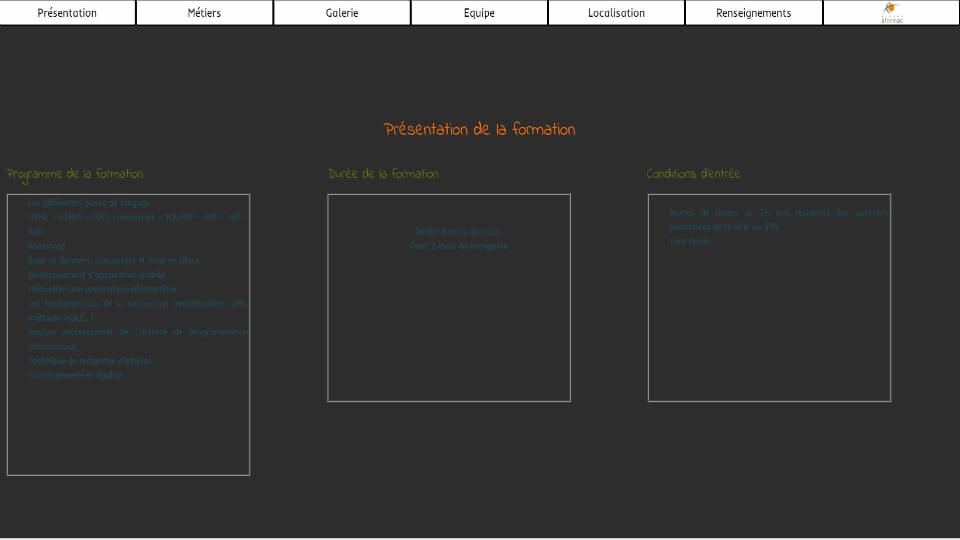 Présentation
Métiers
Galerie
Equipe
Localisation
Renseignements
aformac
Présentation de la formation
Programme de la formation
Les différentes bases de langage
HTML - HTML5 -CSS3 -Javascript - JQUERY - PHP -
Ajax
Bootstrap
Base de données, conception et mise en place
Développement d'application mobile
Maquetter une application informatique
Les fondamentaux de la conception (modélisation, UML,
méthode AGILE...)
Anglais professionnel de l'activité de programmation
informatique
Technique de recherche d'emploi
Environnement et égalité
Durée de la formation
Durée: 8 mois au total
Dont 2 mois en entreprise
Conditions d'entrée
Jeunes de moins de 26 ans résidants des quartiers
prioritaires de la ville ou ZRR
Tout Public